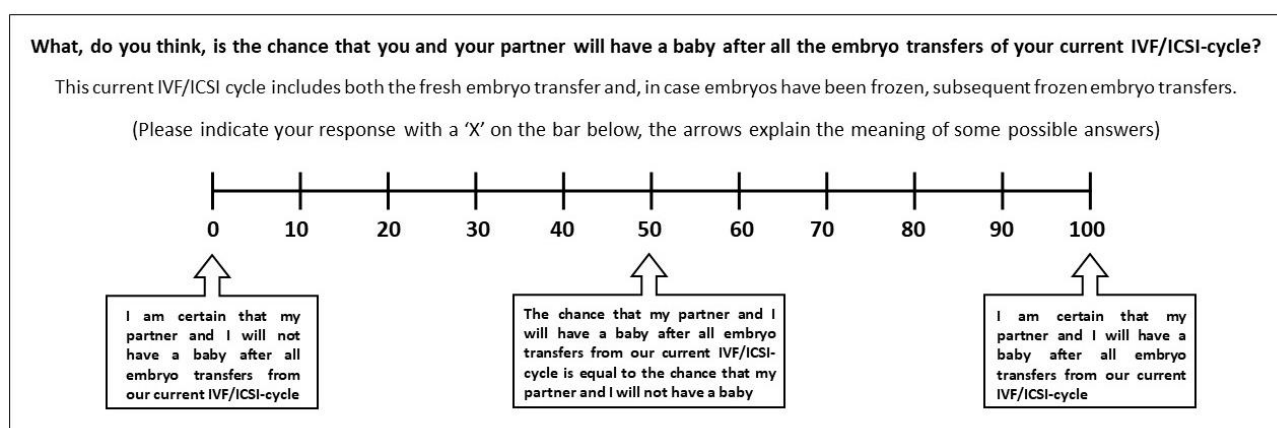 What, do you think, is the chance that you and your partner will have a baby after all the embryo transfers of your current IVF/ICSI-cycle?
This current IVF/ICSI cycle includes both the fresh embryo transfer and, in case embryos have been frozen, subsequent frozen embryo transfers.
(Please indicate your response with a ‘X’ on the bar below, the arrows explain the meaning of some possible answers)
0 10 20 30 40 50 60 70 80 90 100
I am certain that my
partner and I will not
have a baby after all
embryo transfers from
our current IVF/ICSI-cycle
The chance that my partner and I
will have a baby after all embryo
transfers from our current IVF/ICSI-
cycle is equal to the chance that my
partner and I will not have a baby
I am certain that my
partner and I will have a
baby after all embryo
transfers from our current
IVF/ICSI-cycle